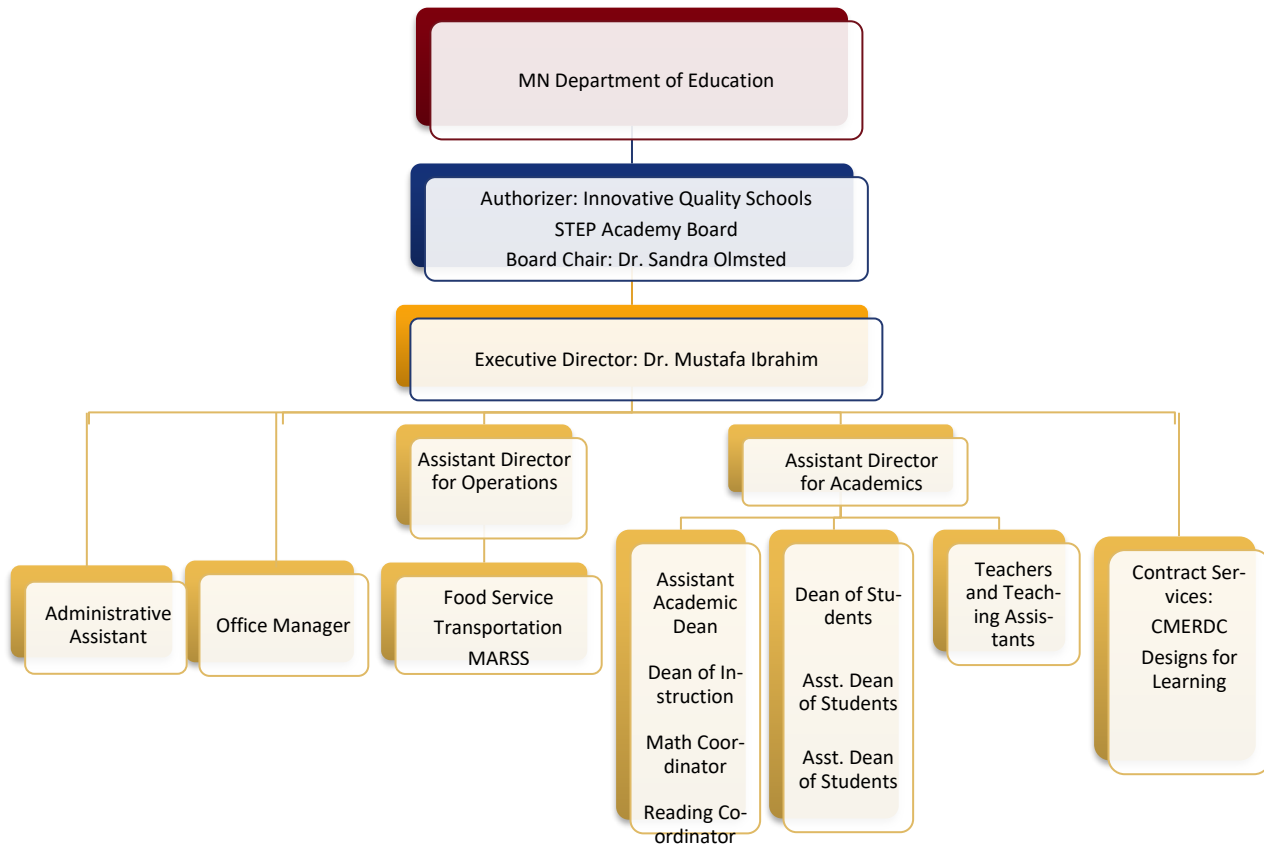 MN Department of Education
Authorizer: Innovative Quality Schools
STEP Academy Board
Board Chair: Dr. Sandra Olmsted
Executive Director: Dr. Mustafa Ibrahim
Assistant Director
for Operations
Assistant Director
for Academics
Administrative
Assistant
Office Manager
Food Service
Transportation
MARSS
Assistant
Academic
Dean
Dean of In-
struction
Math Coor-
dinator
Reading Co-
ordinator
Dean of Stu-
dents
Asst. Dean
of Students
Asst. Dean
of Students
Teachers
and Teach-
ing Assis-
tants
Contract Ser-
vices:
CMERDC
Designs for
Learning